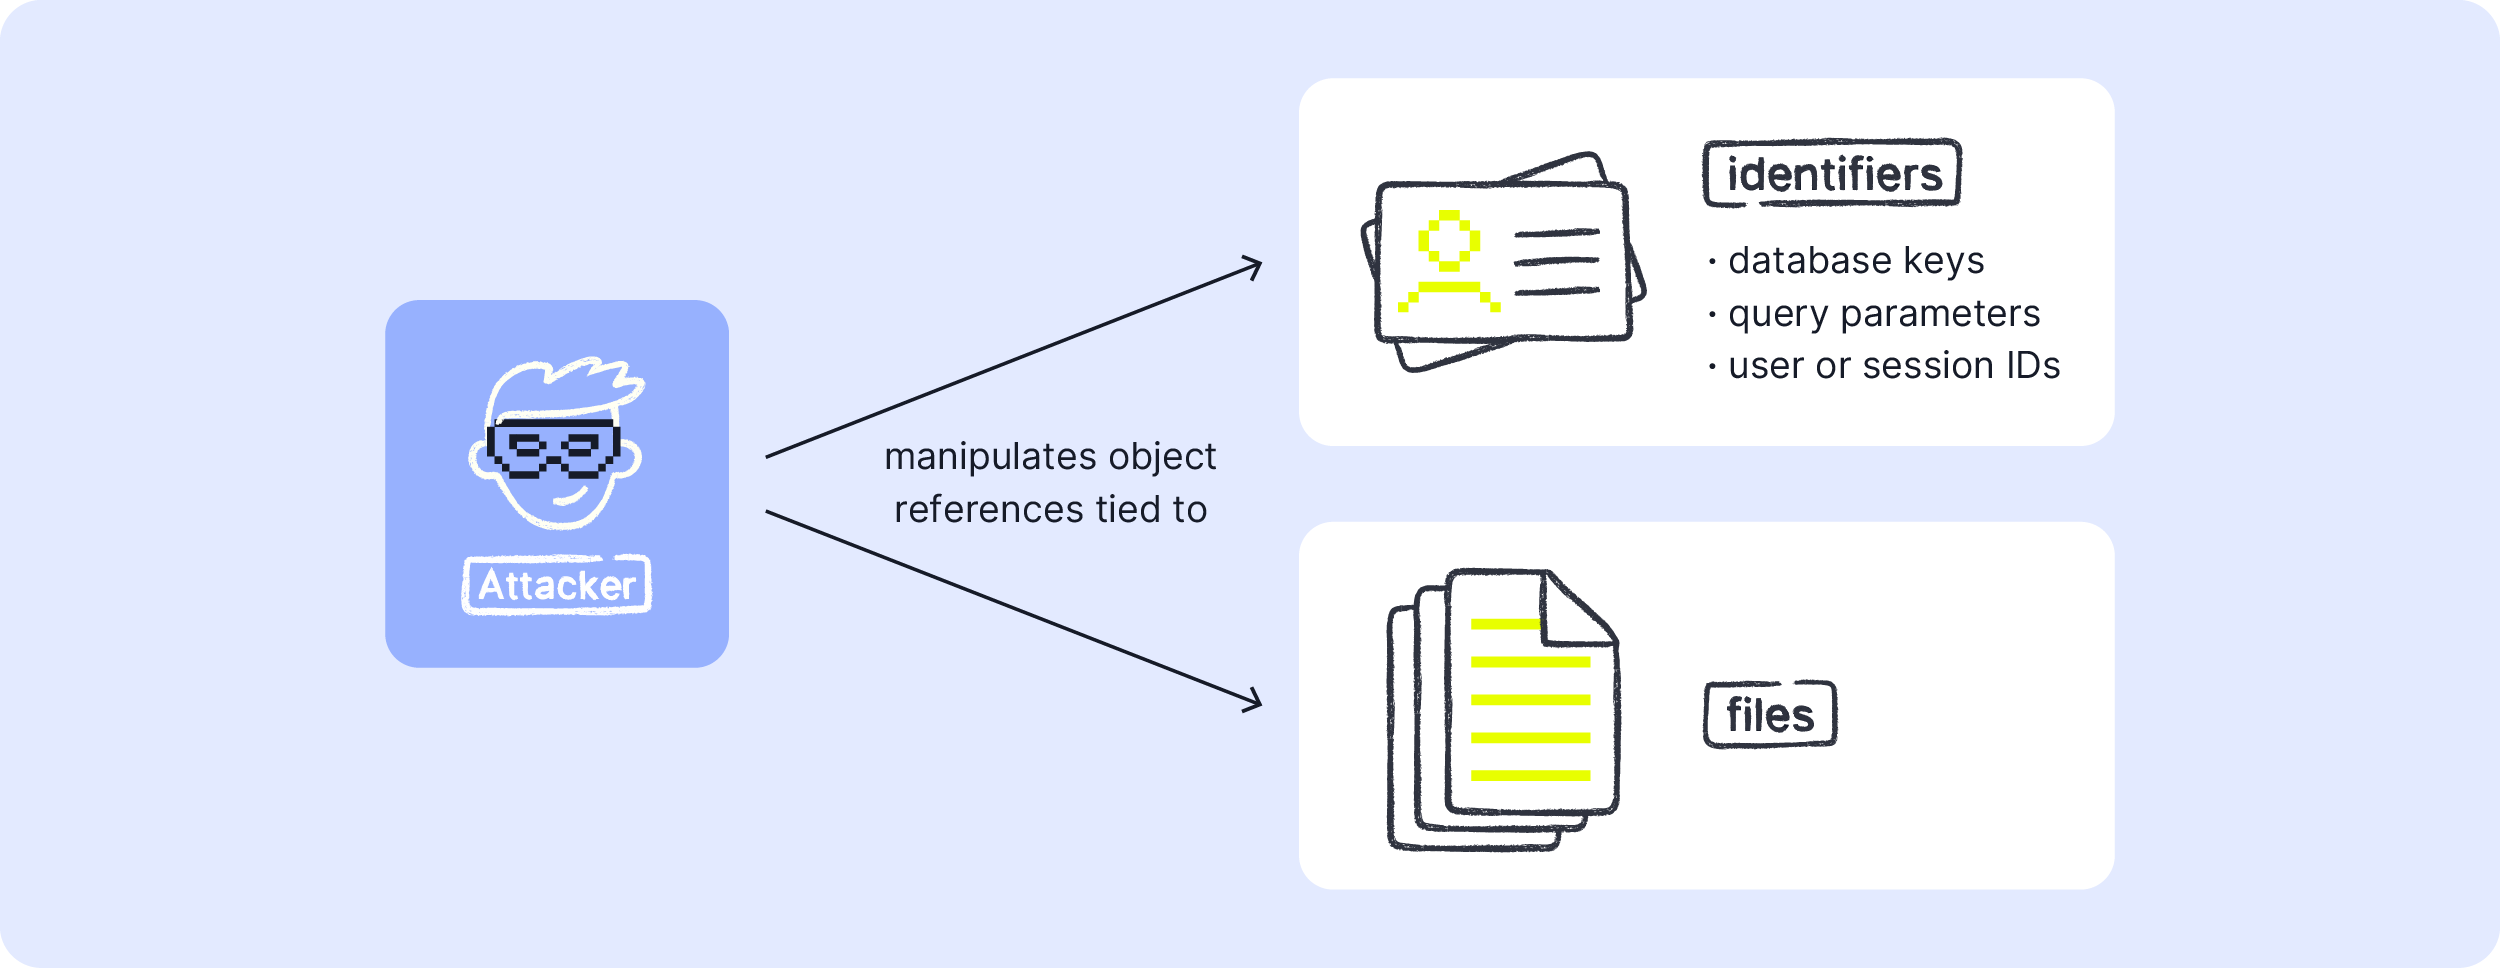 Attacker
manipulates object
references tied to
identifiers
• database keys
• query parameters
• user or session IDs
files